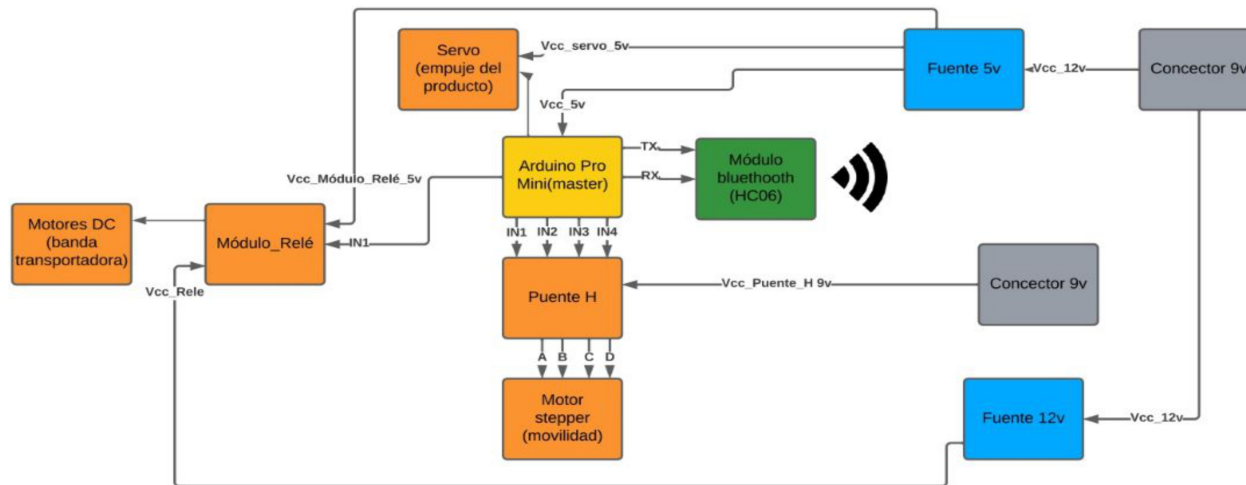 Servo
(empuje del
producto)
Vcc_servo_5v
Fuente 5v
Vcc_12v
Concector 9v
Vcc_5v
Arduino Pro
Mini(master)
TX
RX
Módulo
bluethooth
(HC06)
Vcc_Módulo_Relé_5v
Motores DC
(banda
transportadora)
Módulo_Relé
IN1
IN1
IN2
IN3
IN4
Vcc_Rele
Puente H
Vcc_Puente_H 9v
Concector 9v
A
B
C
D
Motor
stepper
(movilidad)
Fuente 12v
Vcc_12v